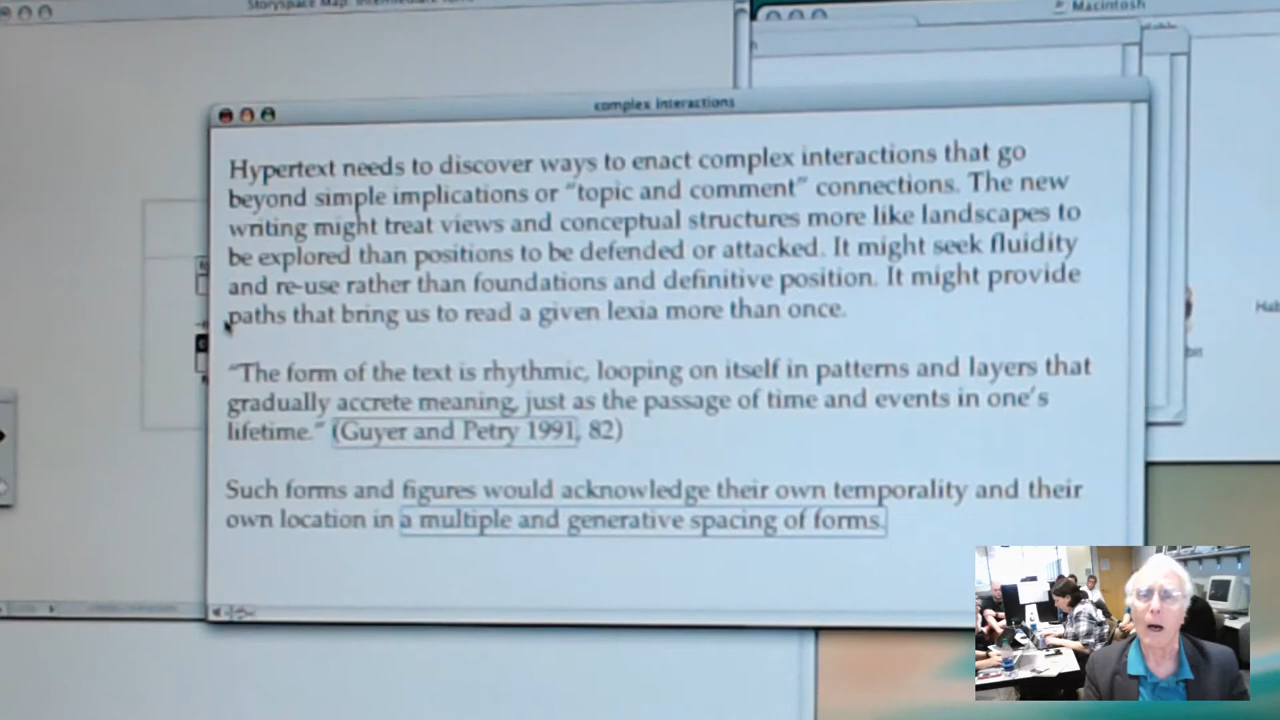 Storyspace Map:
Macintosh
complex interactions
Hypertext needs to discover ways to enact complex interactions that go
beyond simple implications or "topic and comment" connections. The new
writing might treat views and conceptual structures more like landscapes to
be explored than positions to be defended or attacked. It might seek fluidity
and re-use rather than foundations and definitive position. It might provide
paths that bring us to read a given lexia more than once.
"The form of the text is rhythmic, looping on itself in patterns and layers that
gradually accrete meaning, just as the passage of time and events in one's
lifetime." (Guyer and Petry 1991, 82)
Such forms and figures would acknowledge their own temporality and their
own location in a multiple and generative spacing of forms.